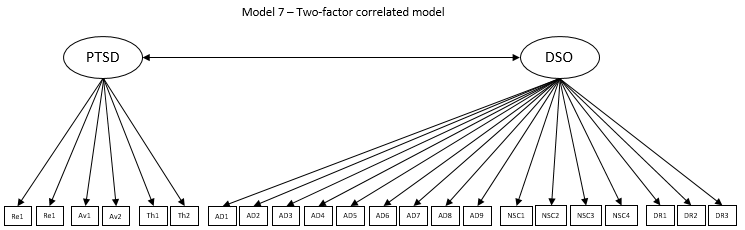 Model 7 – Two-factor correlated model
PTSD DSO
Re1 Re1 Av1 Av2 Th1 Th2 AD1 AD2 AD3 AD4 AD5 AD6 AD7 AD8 AD9 NSC1 NSC2 NSC3 NSC4 DR1 DR2 DR3